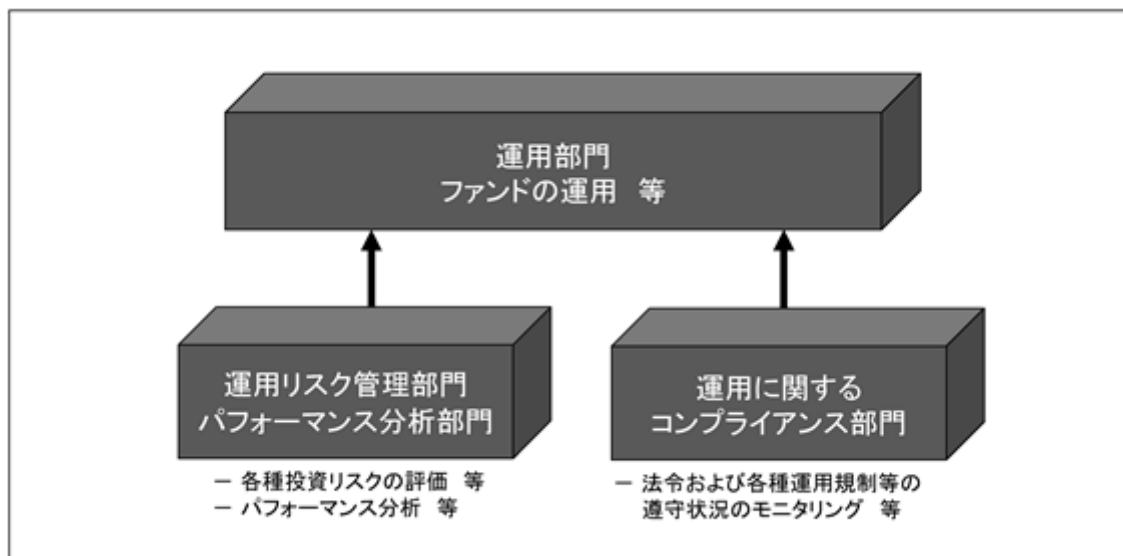 運用部門
ファンドの運用 等
運用リスク管理部門
パフォーマンス分析部門
－ 各種投資リスクの評価 等
－ パフォーマンス分析 等
運用に関する
コンプライアンス部門
－ 法令および各種運用規制等の
遵守状況のモニタリング 等